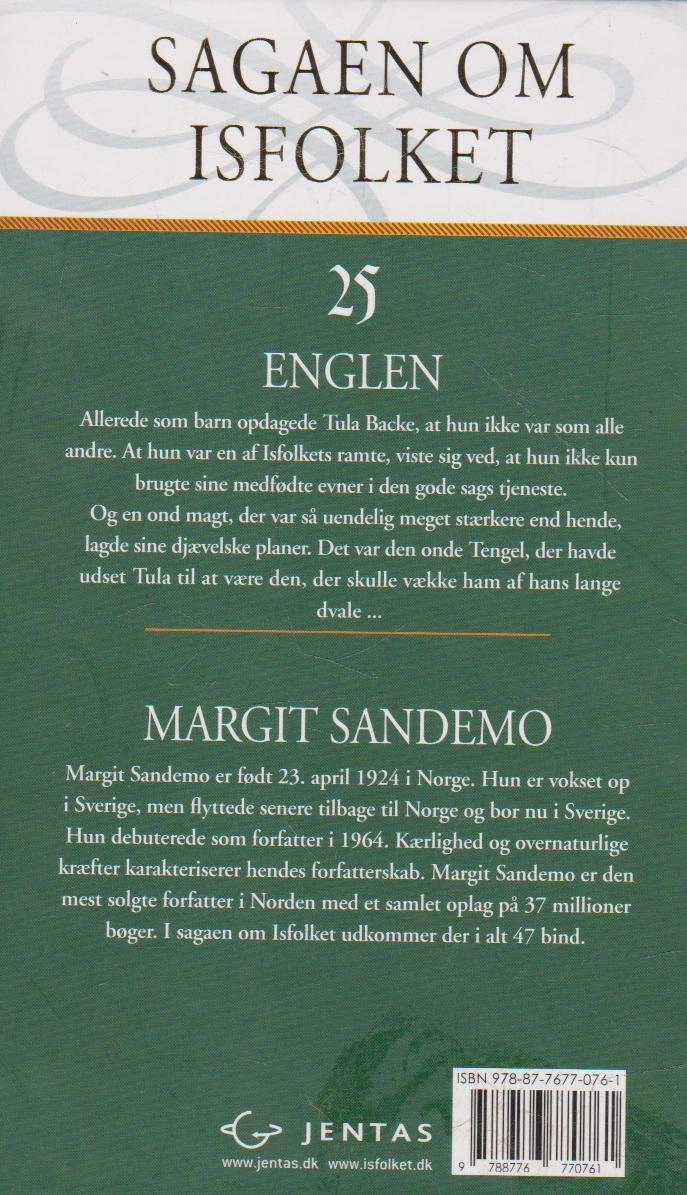 SAGAEN OM
ISFOLKET
25
ENGLEN
Allerede som barn opdagede Tula Backe, at hun ikke var som alle
andre. At hun var en af Isfolkets ramte, viste sig ved, at hun ikke kun
brugte sine medfødte evner i den gode sags tjeneste.
Og en ond magt, der var så uendelig meget stærkere end hende,
lagde sine djævelske planer. Det var den onde Tengel, der havde
udset Tula til at være den, der skulle vække ham af hans lange
dvale ...
MARGIT SANDEMO
Margit Sandemo er født 23. april 1924 i Norge. Hun er vokset op
i Sverige, men flyttede senere tilbage til Norge og bor nu i Sverige.
Hun debuterede som forfatter i 1964. Kærlighed og overnaturlige
kræfter karakteriserer hendes forfatterskab. Margit Sandemo er den
mest solgte forfatter i Norden med et samlet oplag på 37 millioner
bøger. I sagaen om Isfolket udkommer der i alt 47 bind.
ISBN 978-87-7677-076-1
9 788776 770761
JENTAS
www.jentas.dk www.isfolket.dk